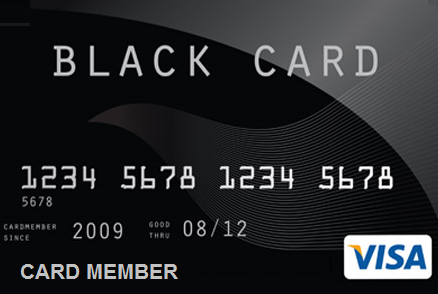 BLACK CARD
1234 5678 1234 5678
5678
CARDMEMBER SINCE 2009 GOOD THRU 08/12
CARD MEMBER
VISA